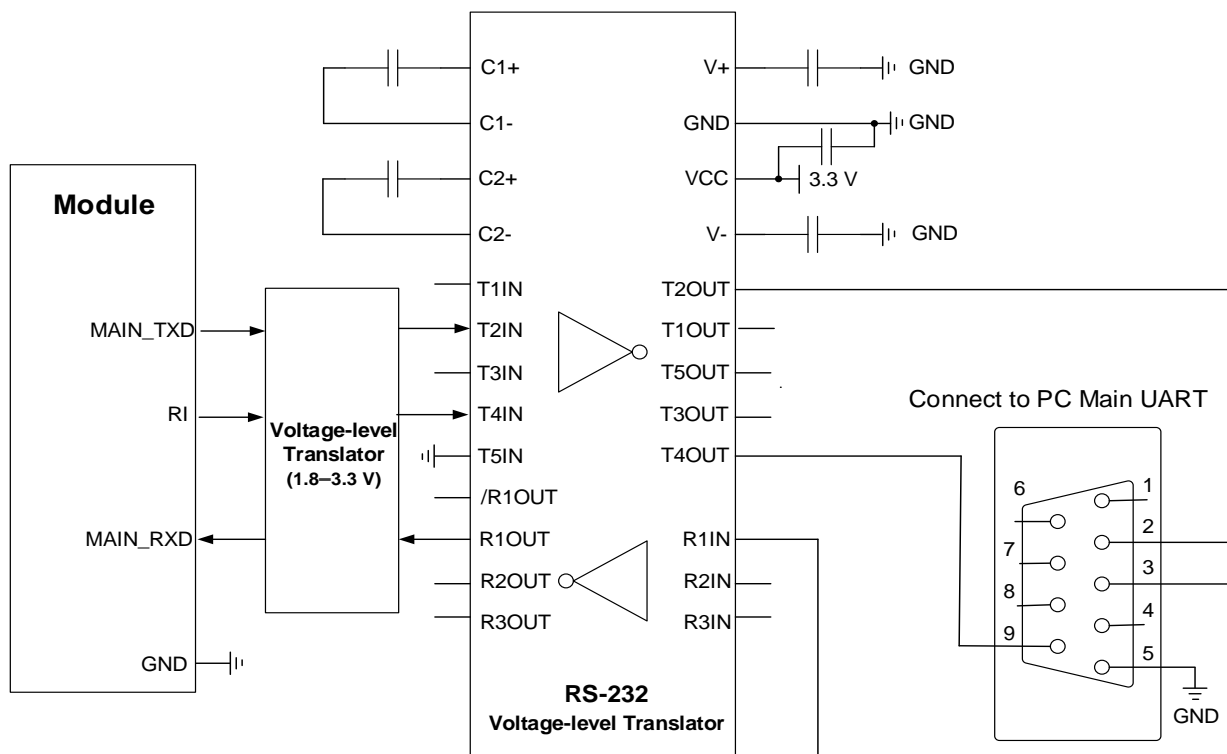 C1+
V+
GND
C1-
GND
GND
C2+
VCC
3.3 V
Module
C2-
V-
GND
T1IN
T2OUT
MAIN_TXD
T2IN
T1OUT
T3IN
T5OUT
Connect to PC Main UART
RI
T4IN
T3OUT
Voltage-level
Translator
(1.8–3.3 V)
T5IN
T4OUT
/R1OUT
6
1
MAIN_RXD
R1OUT
R1IN
2
7
R2OUT
R2IN
3
8
R3OUT
R3IN
4
9
GND
5
RS-232
Voltage-level Translator
GND